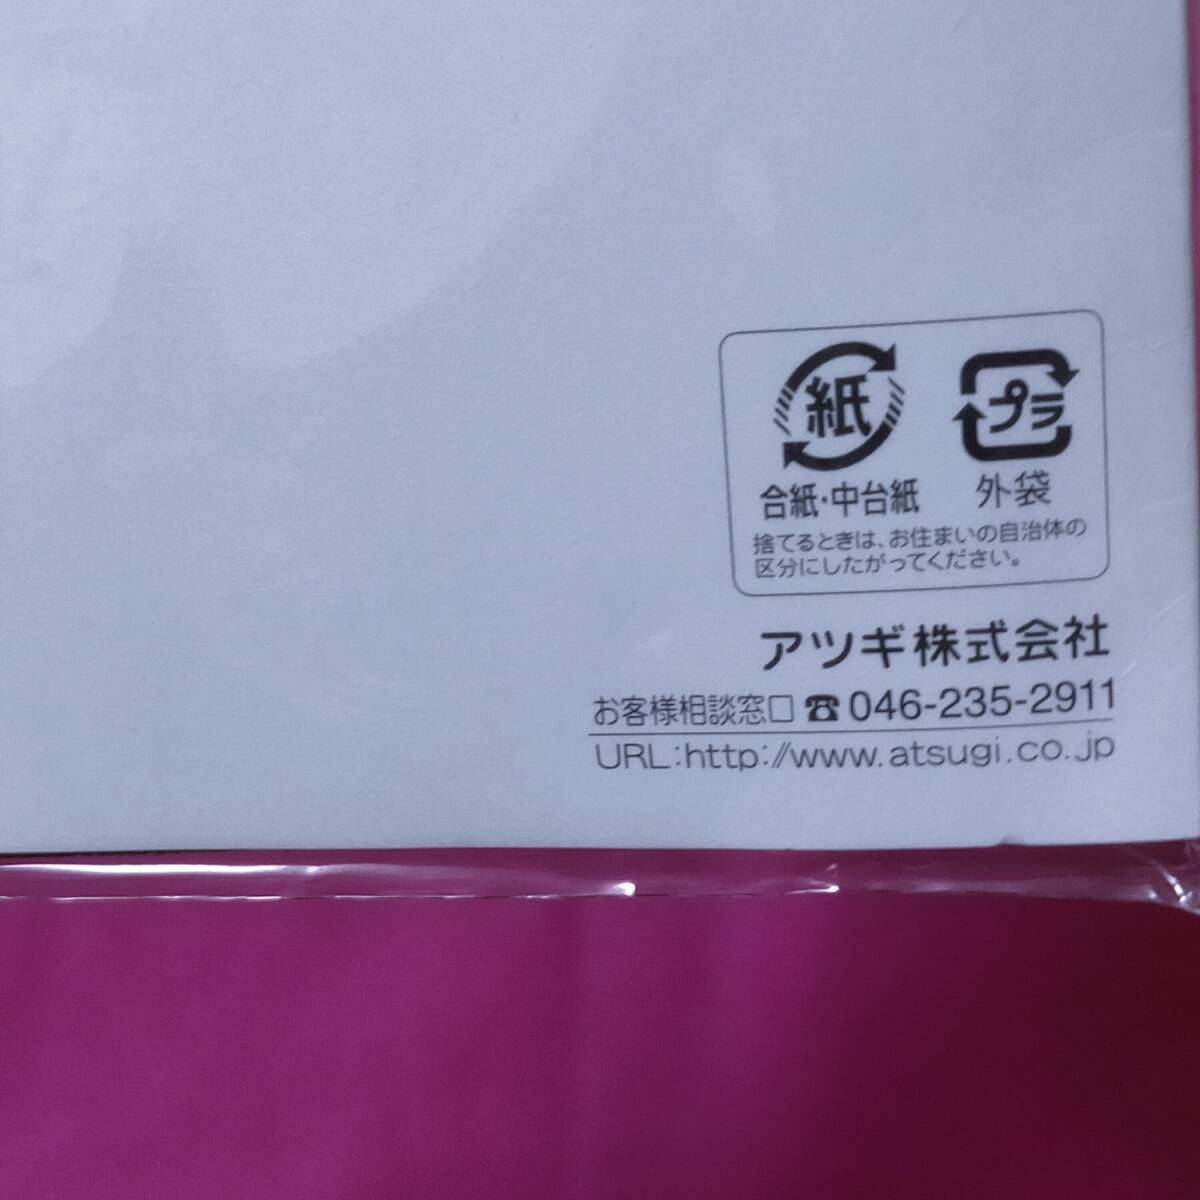 紙 プラ
合紙・中台紙 外袋
捨てるときは、お住まいの自治体の
区分にしたがってください。
アツギ株式会社
お客様相談窓口 ☎046-235-2911
URL:http://www.atsugi.co.jp